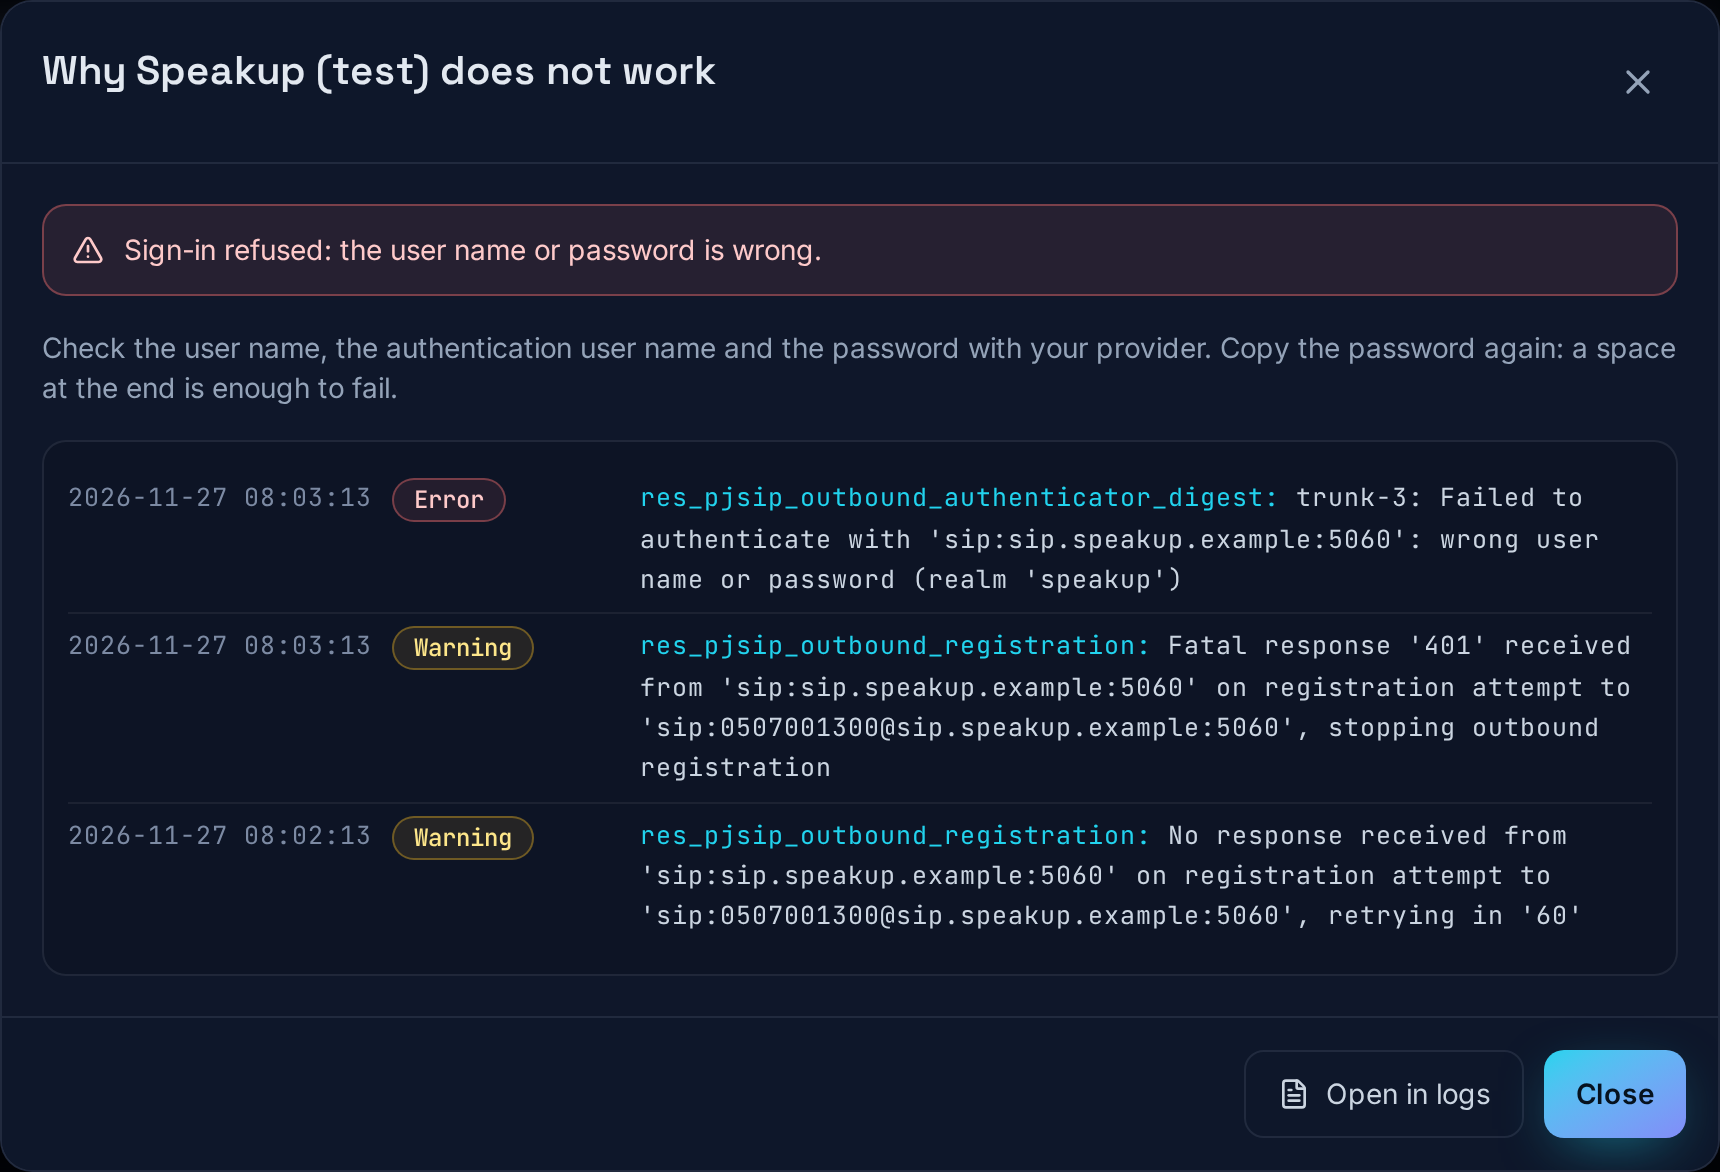 Why Speakup (test) does not work
Sign-in refused: the user name or password is wrong.
Check the user name, the authentication user name and the password with your provider. Copy the password again: a space
at the end is enough to fail.
2026-11-27 08:03:13 Error res_pjsip_outbound_authenticator_digest: trunk-3: Failed to
authenticate with 'sip:sip.speakup.example:5060': wrong user
name or password (realm 'speakup')
2026-11-27 08:03:13 Warning res_pjsip_outbound_registration: Fatal response '401' received
from 'sip:sip.speakup.example:5060' on registration attempt to
'sip:0507001300@sip.speakup.example:5060', stopping outbound
registration
2026-11-27 08:02:13 Warning res_pjsip_outbound_registration: No response received from
'sip:sip.speakup.example:5060' on registration attempt to
'sip:0507001300@sip.speakup.example:5060', retrying in '60'
Open in logs
Close